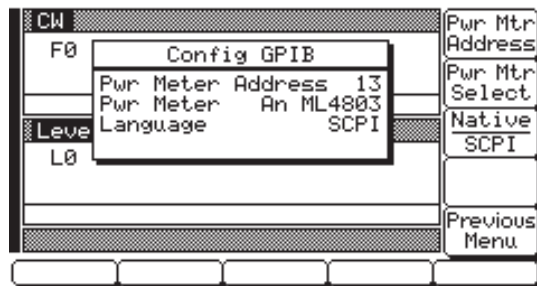 CW
F0
Config GPIB
Pwr Meter Address 13
Pwr Meter An ML4803
Language SCPI
Leve
L0
Pwr Mtr
Address
Pwr Mtr
Select
Native
SCPI
Previous
Menu